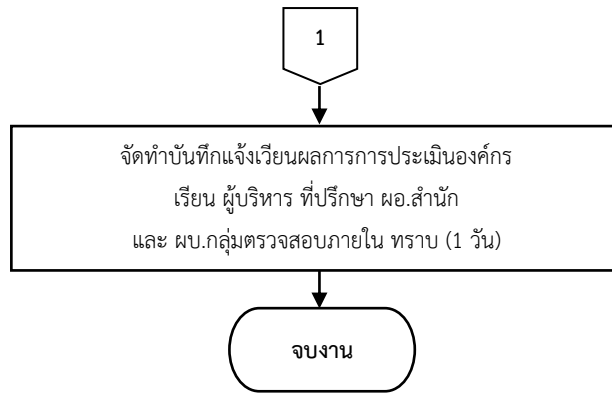 1
จัดทำบันทึกแจ้งเวียนผลการการประเมินองค์กร
เรียน ผู้บริหาร ที่ปรึกษา ผอ.สำนัก
และ ผบ.กลุ่มตรวจสอบภายใน ทราบ (1 วัน)
จบงาน